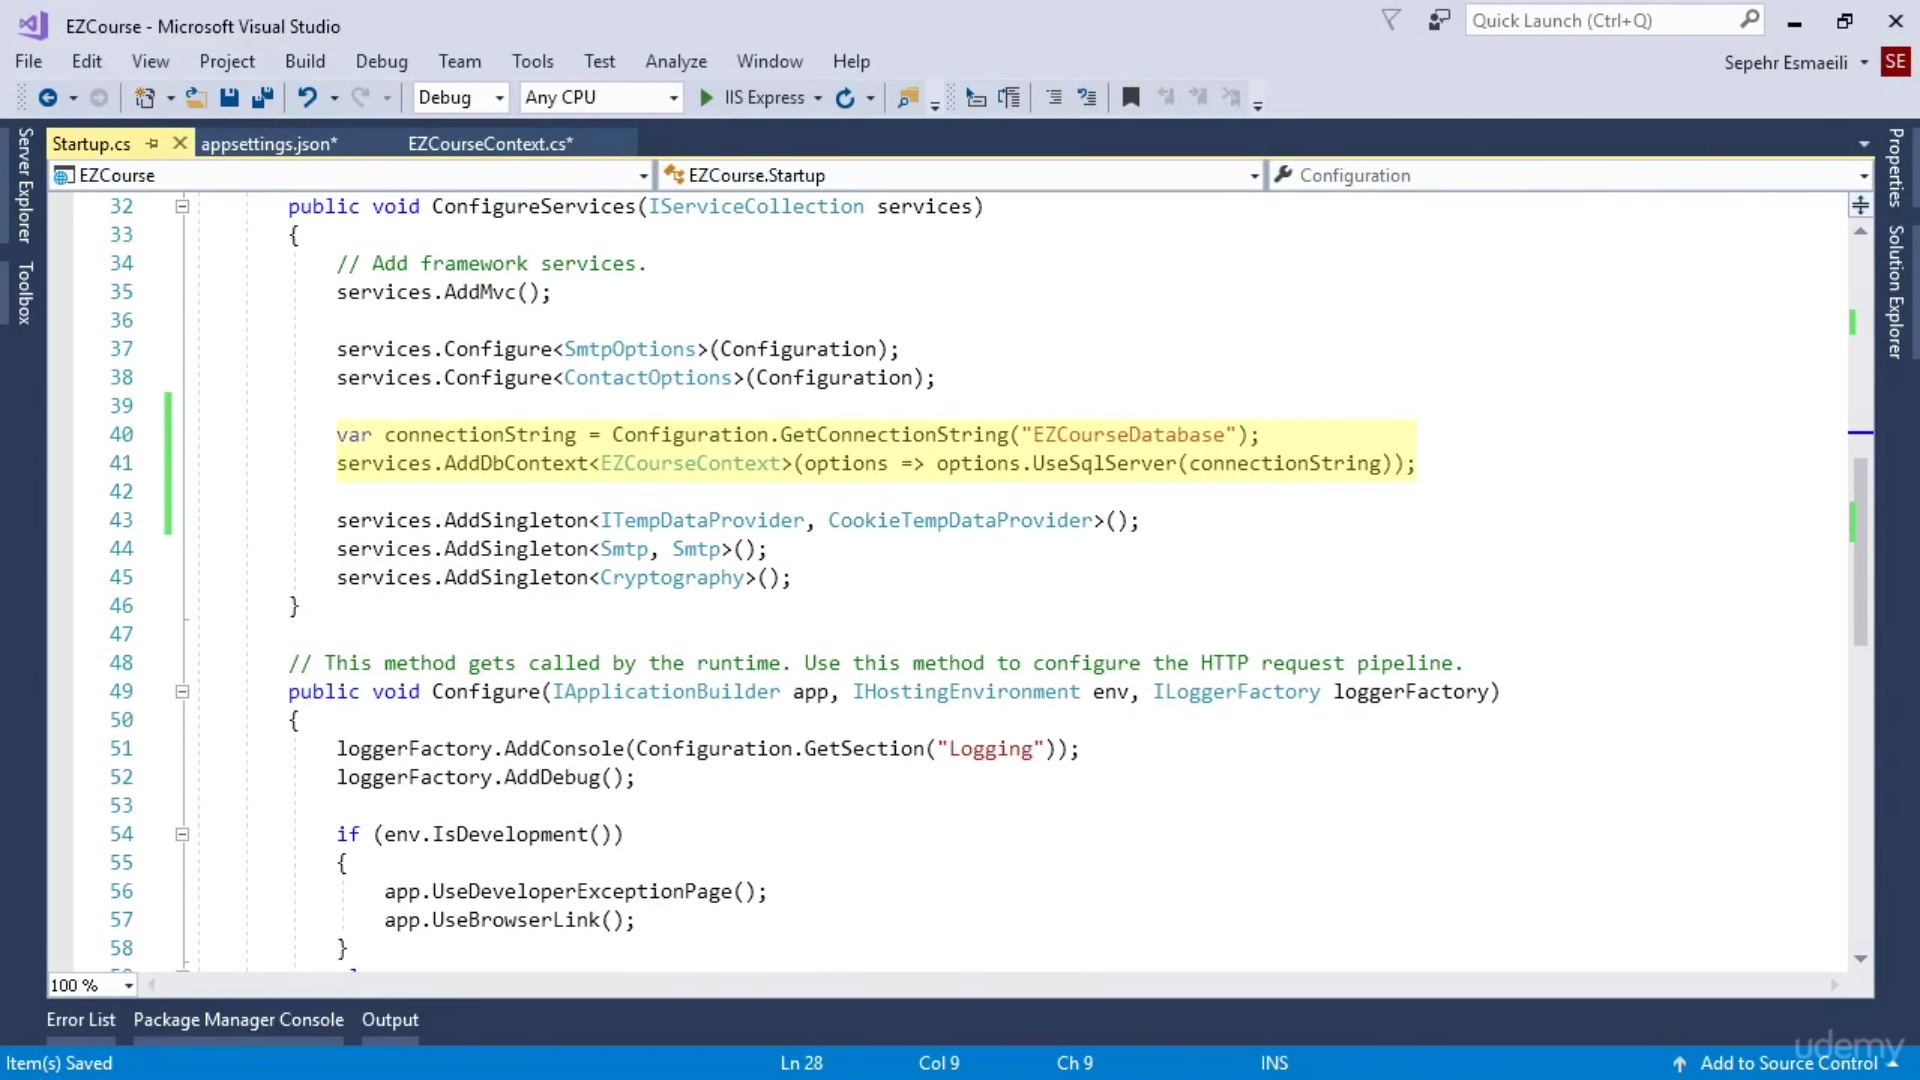 EZCourse - Microsoft Visual Studio
Quick Launch (Ctrl+Q)
File Edit View Project Build Debug Team Tools Test Analyze Window Help
Sepehr Esmaeili SE
Debug Any CPU IIS Express
Startup.cs appsettings.json* EZCourseContext.cs*
EZCourse EZCourse.Startup Configuration
Server Explorer
Toolbox
Properties
Solution Explorer
32 public void ConfigureServices(IServiceCollection services)
33 {
34 // Add framework services.
35 services.AddMvc();
36
37 services.Configure<SmtpOptions>(Configuration);
38 services.Configure<ContactOptions>(Configuration);
39
40 var connectionString = Configuration.GetConnectionString("EZCourseDatabase");
41 services.AddDbContext<EZCourseContext>(options => options.UseSqlServer(connectionString));
42
43 services.AddSingleton<ITempDataProvider, CookieTempDataProvider>();
44 services.AddSingleton<Smtp, Smtp>();
45 services.AddSingleton<Cryptography>();
46 }
47
48 // This method gets called by the runtime. Use this method to configure the HTTP request pipeline.
49 public void Configure(IApplicationBuilder app, IHostingEnvironment env, ILoggerFactory loggerFactory)
50 {
51 loggerFactory.AddConsole(Configuration.GetSection("Logging"));
52 loggerFactory.AddDebug();
53
54 if (env.IsDevelopment())
55 {
56 app.UseDeveloperExceptionPage();
57 app.UseBrowserLink();
58 }
100 %
Error List Package Manager Console Output
udemy
Item(s) Saved Ln 28 Col 9 Ch 9 INS Add to Source Control